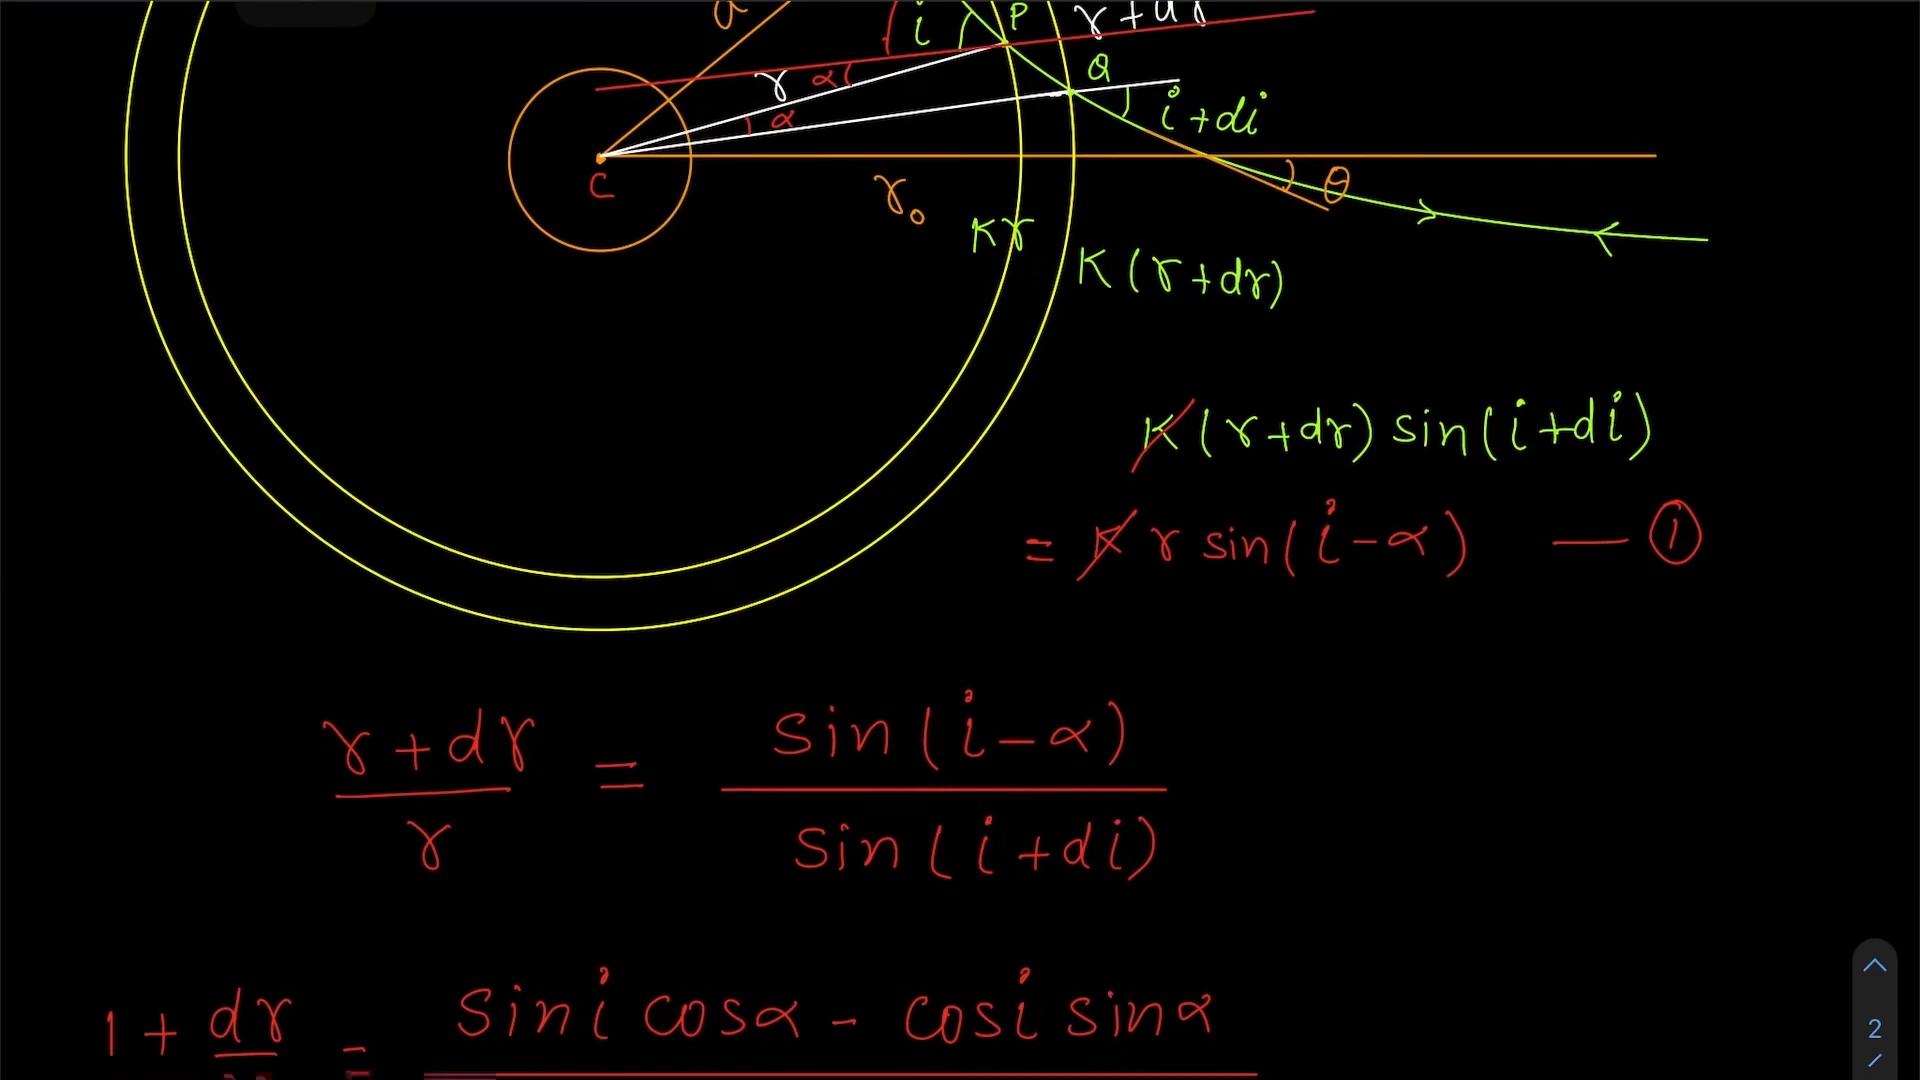 i P
r α Q
α i + di
C r₀ θ
Kr
K (r + dr)
K (r + dr) sin (i + di)
= K r sin (i − α) — ①
r + dr / r = sin (i − α) / sin (i + di)
1 + dr = sin i cos α − cos i sin α
2